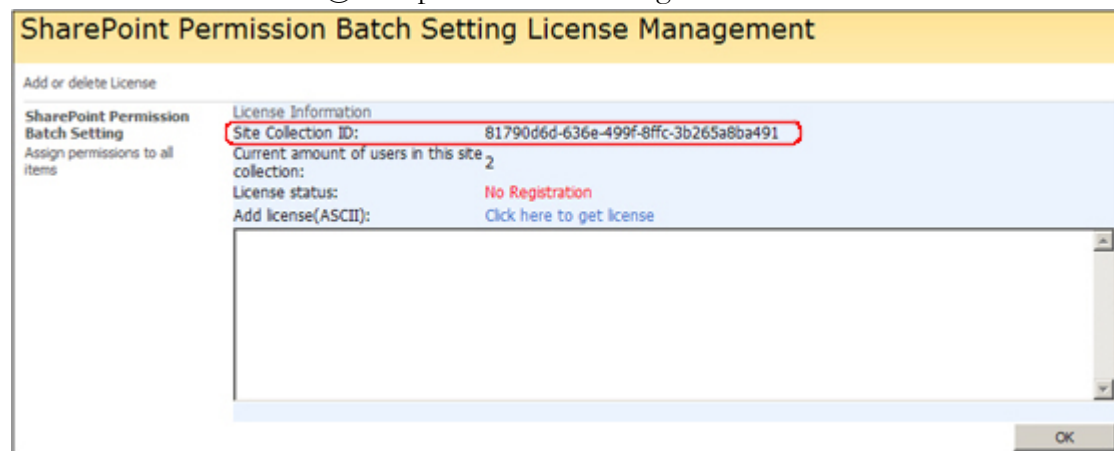 SharePoint Permission Batch Setting License Management
Add or delete License
SharePoint Permission
Batch Setting
Assign permissions to all
items
License Information
Site Collection ID: 81790d6d-636e-499f-8ffc-3b265a8ba491
Current amount of users in this site
collection: 2
License status: No Registration
Add license(ASCII): Click here to get license
OK